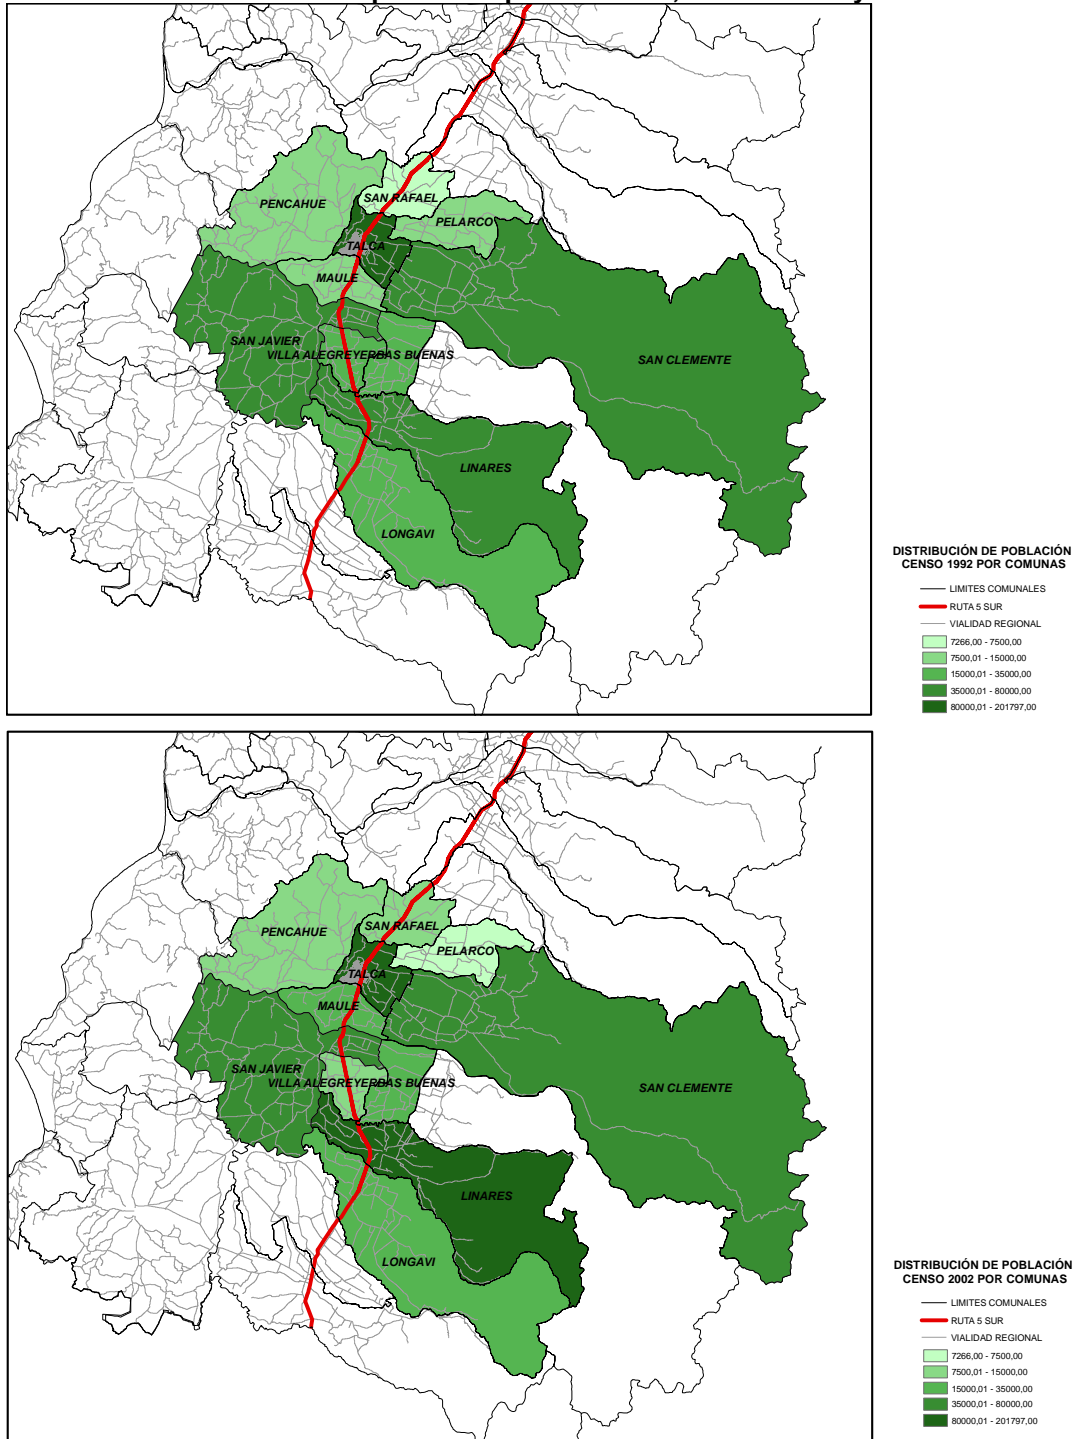 PENCAHUE
SAN RAFAEL
PELARCO
TALCA
MAULE
SAN JAVIER
VILLA ALEGRE
YERBAS BUENAS
SAN CLEMENTE
LINARES
LONGAVI
DISTRIBUCIÓN DE POBLACIÓN
CENSO 1992 POR COMUNAS
LIMITES COMUNALES
RUTA 5 SUR
VIALIDAD REGIONAL
7266,00 - 7500,00
7500,01 - 15000,00
15000,01 - 35000,00
35000,01 - 80000,00
80000,01 - 201797,00
PENCAHUE
SAN RAFAEL
PELARCO
TALCA
MAULE
SAN JAVIER
VILLA ALEGRE
YERBAS BUENAS
SAN CLEMENTE
LINARES
LONGAVI
DISTRIBUCIÓN DE POBLACIÓN
CENSO 2002 POR COMUNAS
LIMITES COMUNALES
RUTA 5 SUR
VIALIDAD REGIONAL
7266,00 - 7500,00
7500,01 - 15000,00
15000,01 - 35000,00
35000,01 - 80000,00
80000,01 - 201797,00